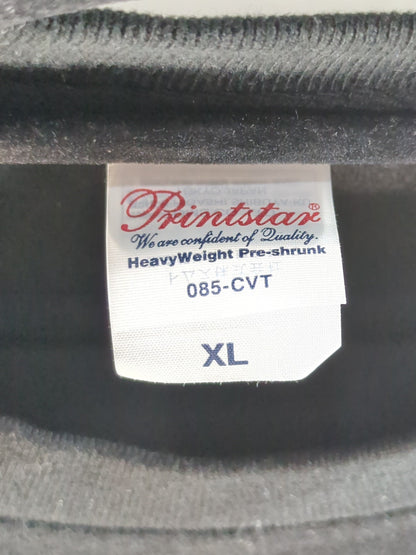 Printstar®
We are confident of Quality.
HeavyWeight Pre-shrunk
085-CVT
XL